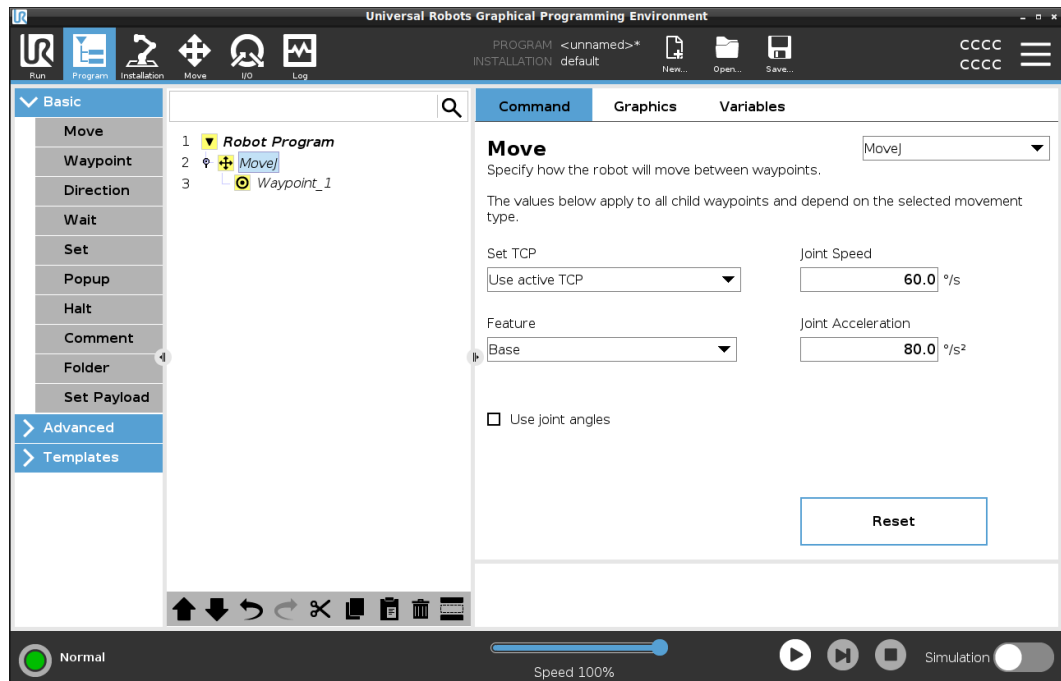 Universal Robots Graphical Programming Environment
UR
Run
Program
Installation
Move
I/O
Log
PROGRAM <unnamed>*
INSTALLATION default
New...
Open...
Save...
cccc
cccc
Basic
Move
Waypoint
Direction
Wait
Set
Popup
Halt
Comment
Folder
Set Payload
Advanced
Templates
1 Robot Program
2 MoveJ
3 Waypoint_1
Command Graphics Variables
Move
MoveJ
Specify how the robot will move between waypoints.
The values below apply to all child waypoints and depend on the selected movement
type.
Set TCP
Use active TCP
Joint Speed
60.0 °/s
Feature
Base
Joint Acceleration
80.0 °/s²
Use joint angles
Reset
Normal
Speed 100%
Simulation